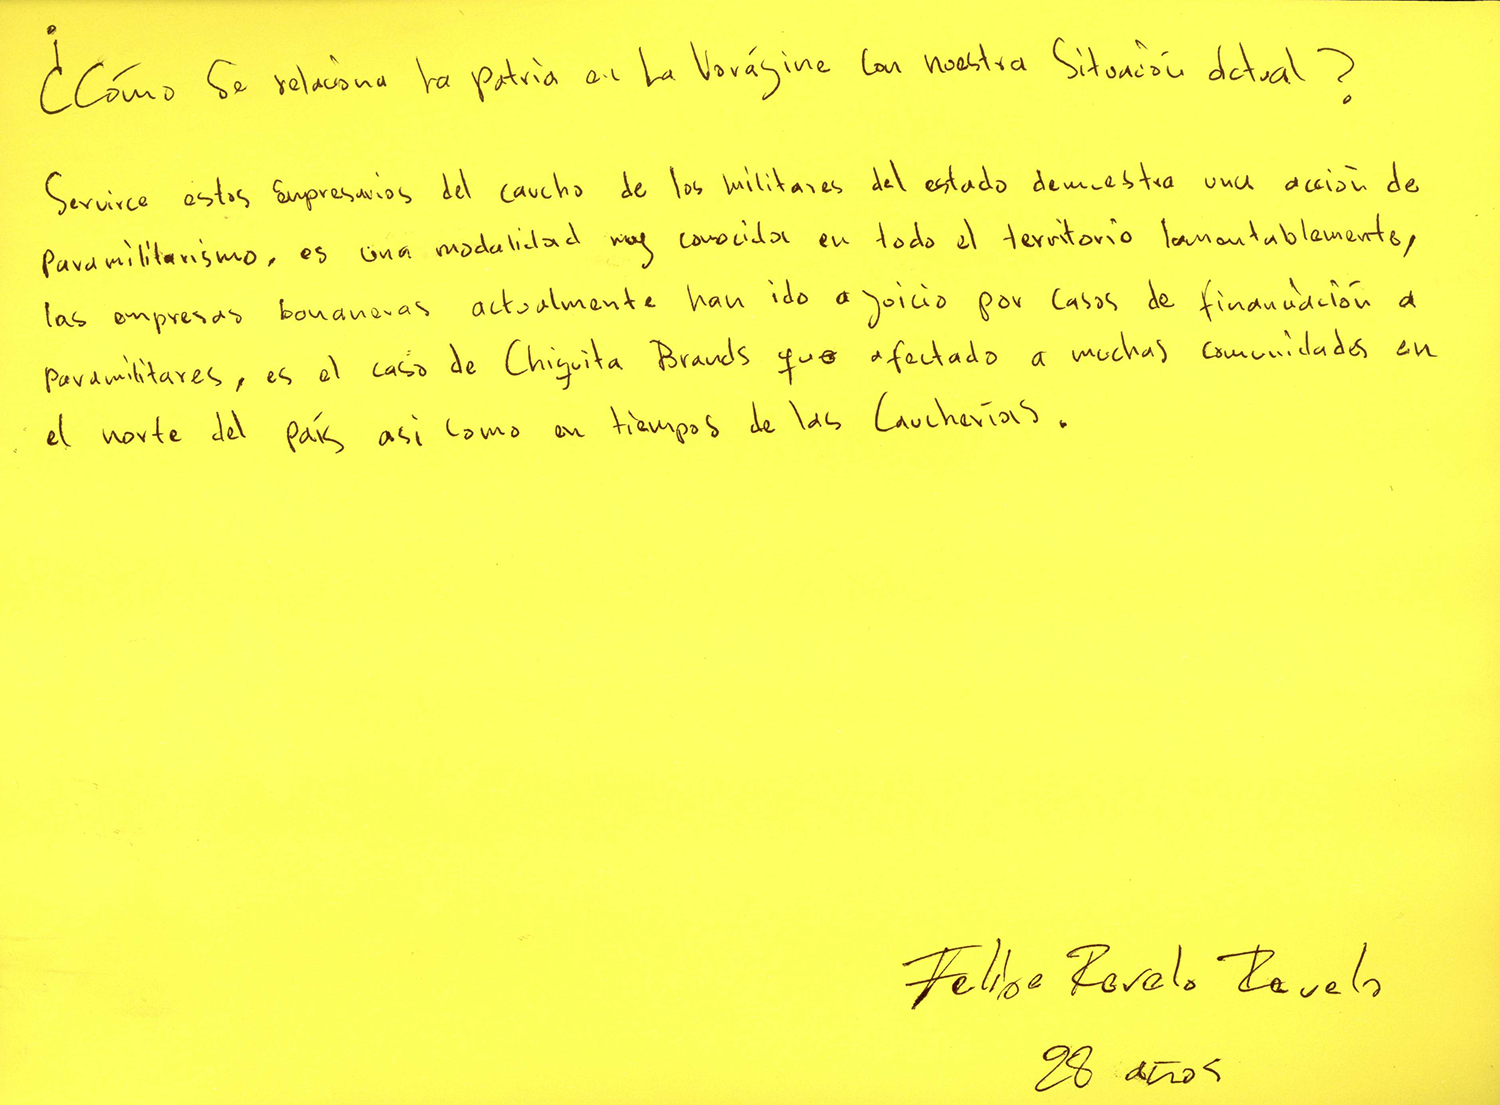 ¿Cómo se relaciona la patria en la Vorágine con nuestra situación actual?
Servirce estos empresarios del caucho de los militares del estado demuestra una acción de
paramilitarismo, es una modalidad muy conocida en todo el territorio lamentablemente,
las empresas bananeras actualmente han ido a juicio por casos de financiación a
paramilitares, es el caso de Chiquita Brands que afectado a muchas comunidades en
el norte del país asi como en tiempos de las Caucherías.
Felipe Revelo Revelo
28 años